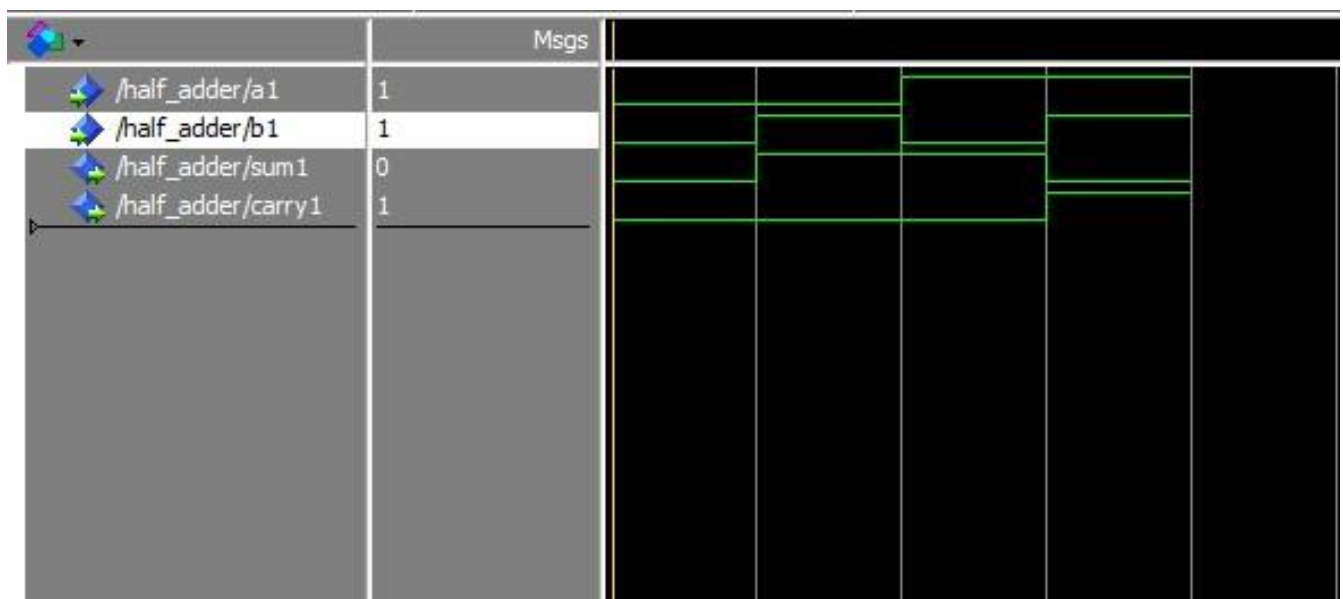 Msgs
/half_adder/a1 1
/half_adder/b1 1
/half_adder/sum1 0
/half_adder/carry1 1